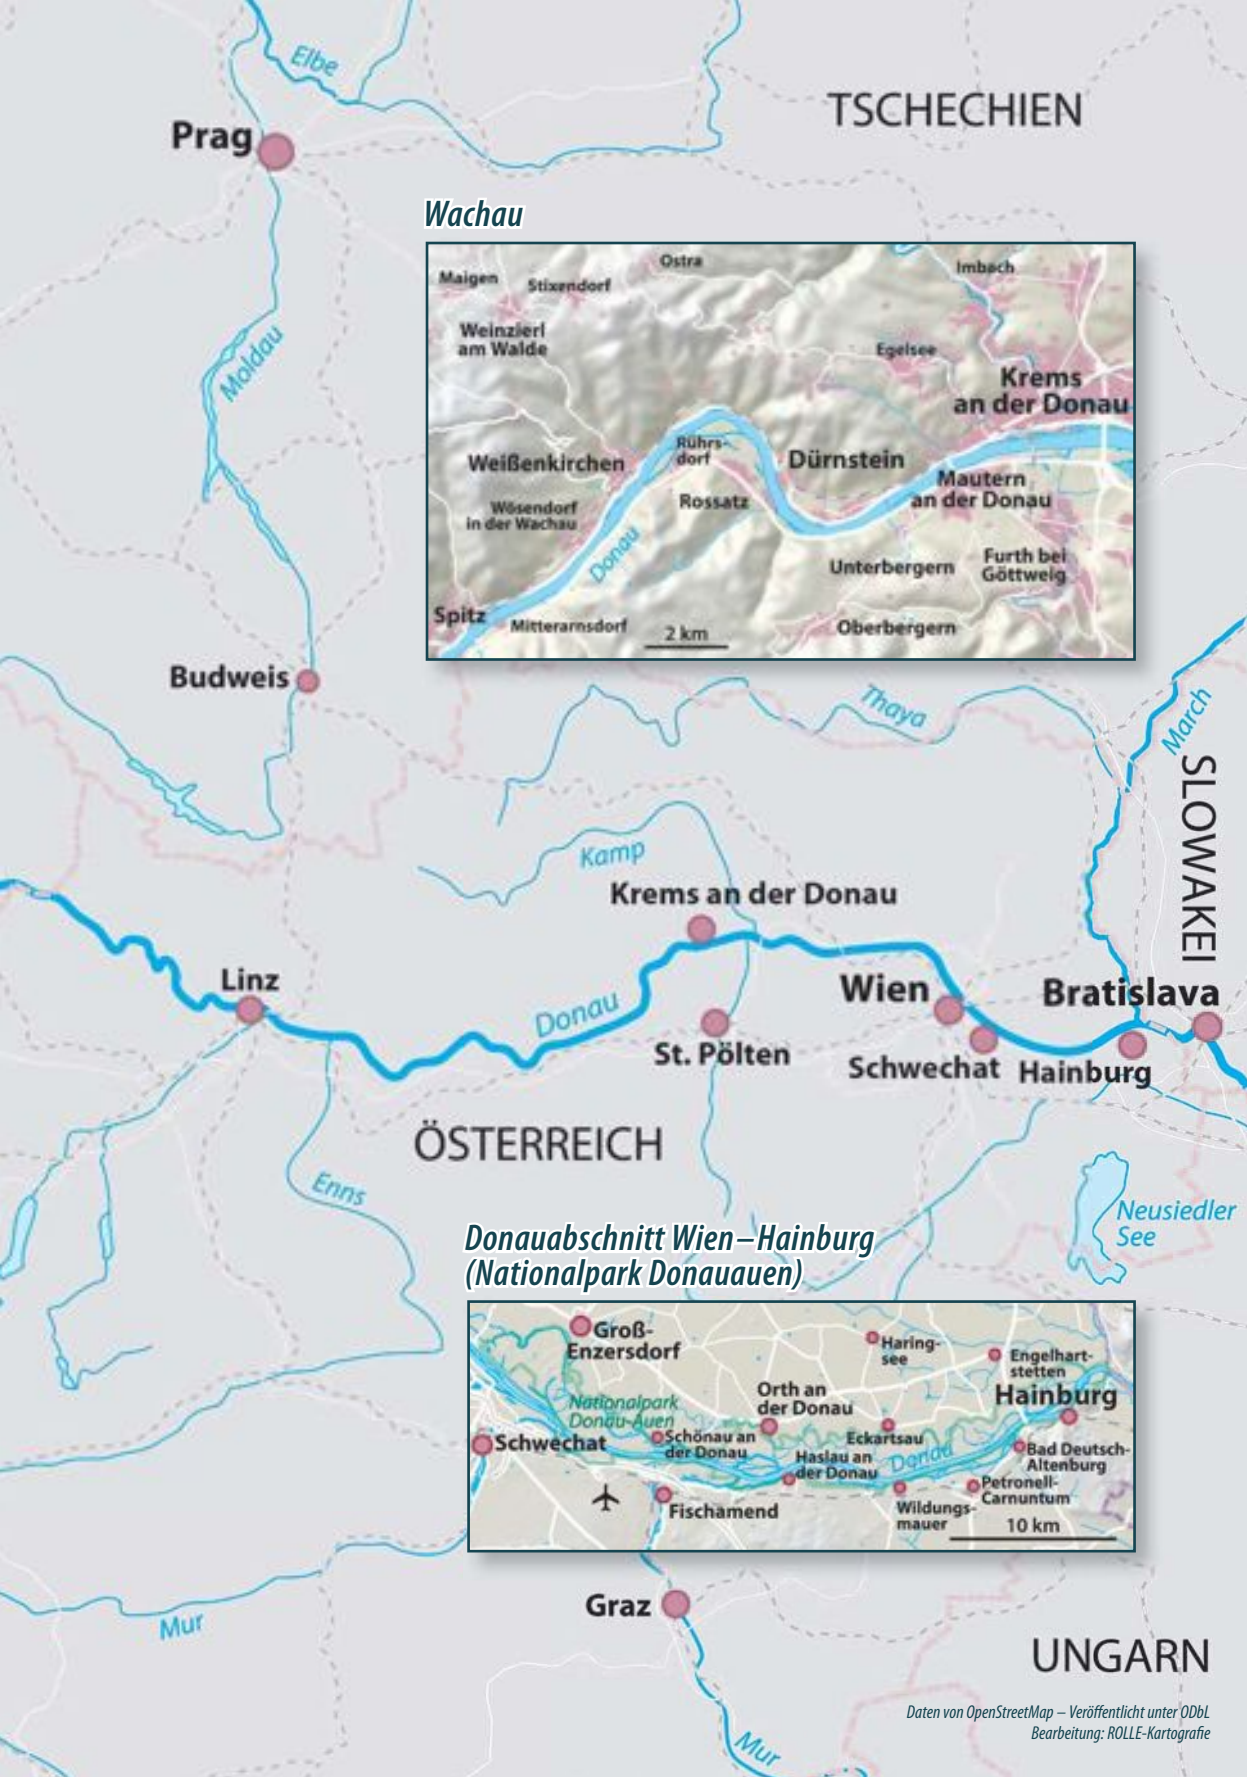 Elbe
TSCHECHIEN
Prag
Wachau
Ostra
Imbach
Maigen
Stixendorf
Weinzierl
am Walde
Egelsee
Krems
an der Donau
Moldau
Rührs-
dorf
Weißenkirchen
Dürnstein
Mautern
an der Donau
Rossatz
Wösendorf
in der Wachau
Donau
Unterbergern
Furth bei
Göttweig
Spitz
Mitterarnsdorf
2 km
Oberbergern
Budweis
Thaya
March
SLOWAKEI
Kamp
Krems an der Donau
Linz
Wien
Bratislava
Donau
St. Pölten
Schwechat
Hainburg
ÖSTERREICH
Enns
Neusiedler
See
Donauabschnitt Wien–Hainburg
(Nationalpark Donauauen)
Groß-
Enzersdorf
Haring-
see
Engelhart-
stetten
Hainburg
Orth an
der Donau
Nationalpark
Donau-Auen
Schwechat
Schönau an
der Donau
Eckartsau
Haslau an
der Donau
Donau
Bad Deutsch-
Altenburg
Petronell-
Carnuntum
Fischamend
Wildungs-
mauer
10 km
Graz
Mur
UNGARN
Daten von OpenStreetMap – Veröffentlicht unter ODbL
Bearbeitung: ROLLE-Kartografie
Mur